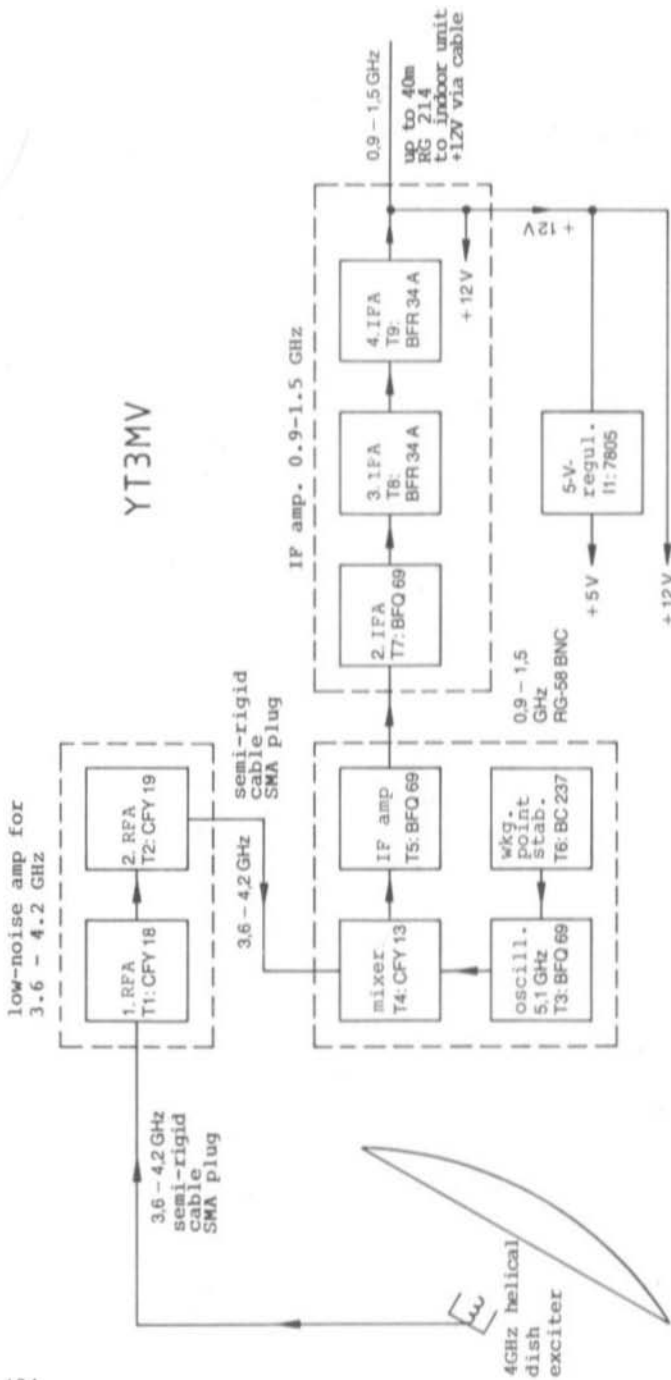 YT3MV
low-noise amp for
3.6 – 4.2 GHz
1. RFA
T1: CFY 18
2. RFA
T2: CFY 19
3,6 – 4,2 GHz
semi-rigid
cable
SMA plug
4GHz helical
dish
exciter
semi-rigid
cable
SMA plug
3,6 – 4,2 GHz
mixer
T4: CFY 13
IF amp
T5: BFQ 69
oscill.
5,1 GHz
T3: BFQ 69
wkg.
point
stab.
T6: BC 237
0,9 – 1,5
GHz
RG-58 BNC
IF amp. 0.9-1.5 GHz
2. IFA
T7: BFQ 69
3. IFA
T8:
BFR 34 A
4. IFA
T9:
BFR 34 A
0,9 – 1,5 GHz
up to 40m
RG 214
to indoor unit
+12V via cable
+12V
+12V
5-V-
regul.
I1: 7805
+5V
+12V